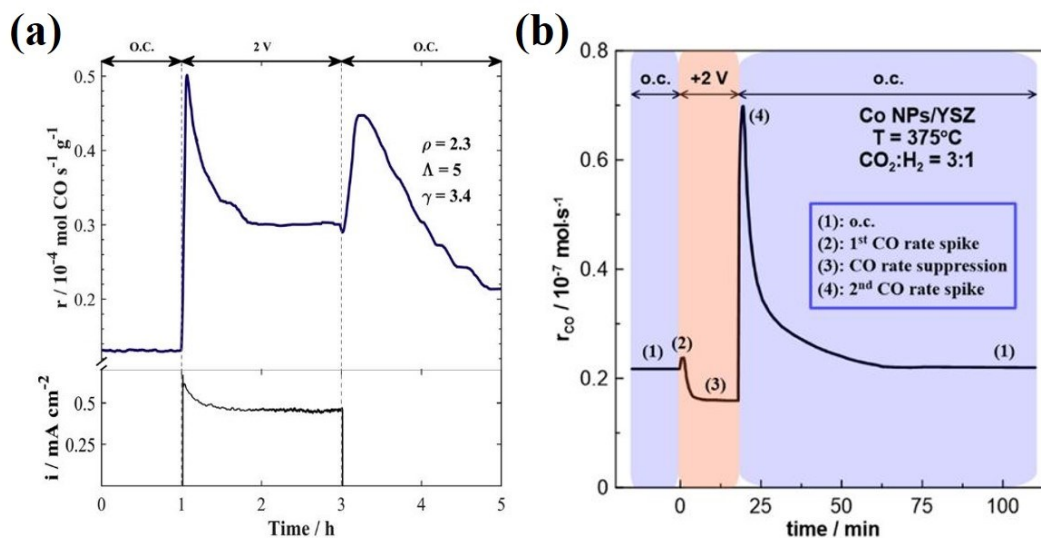 (a)
O.C. 2 V O.C.
0.5
0.4
0.3
0.2
r / 10⁻⁴ mol CO s⁻¹ g⁻¹
ρ = 2.3
Λ = 5
γ = 3.4
0.5
0.25
i / mA cm⁻²
0 1 2 3 4 5
Time / h
(b)
0.8
0.6
0.4
0.2
0
r_CO / 10⁻⁷ mol·s⁻¹
o.c. +2 V o.c.
(4)
Co NPs/YSZ
T = 375°C
CO₂:H₂ = 3:1
(1): o.c.
(2): 1ˢᵗ CO rate spike
(3): CO rate suppression
(4): 2ⁿᵈ CO rate spike
(1) (2) (3) (1)
0 25 50 75 100
time / min